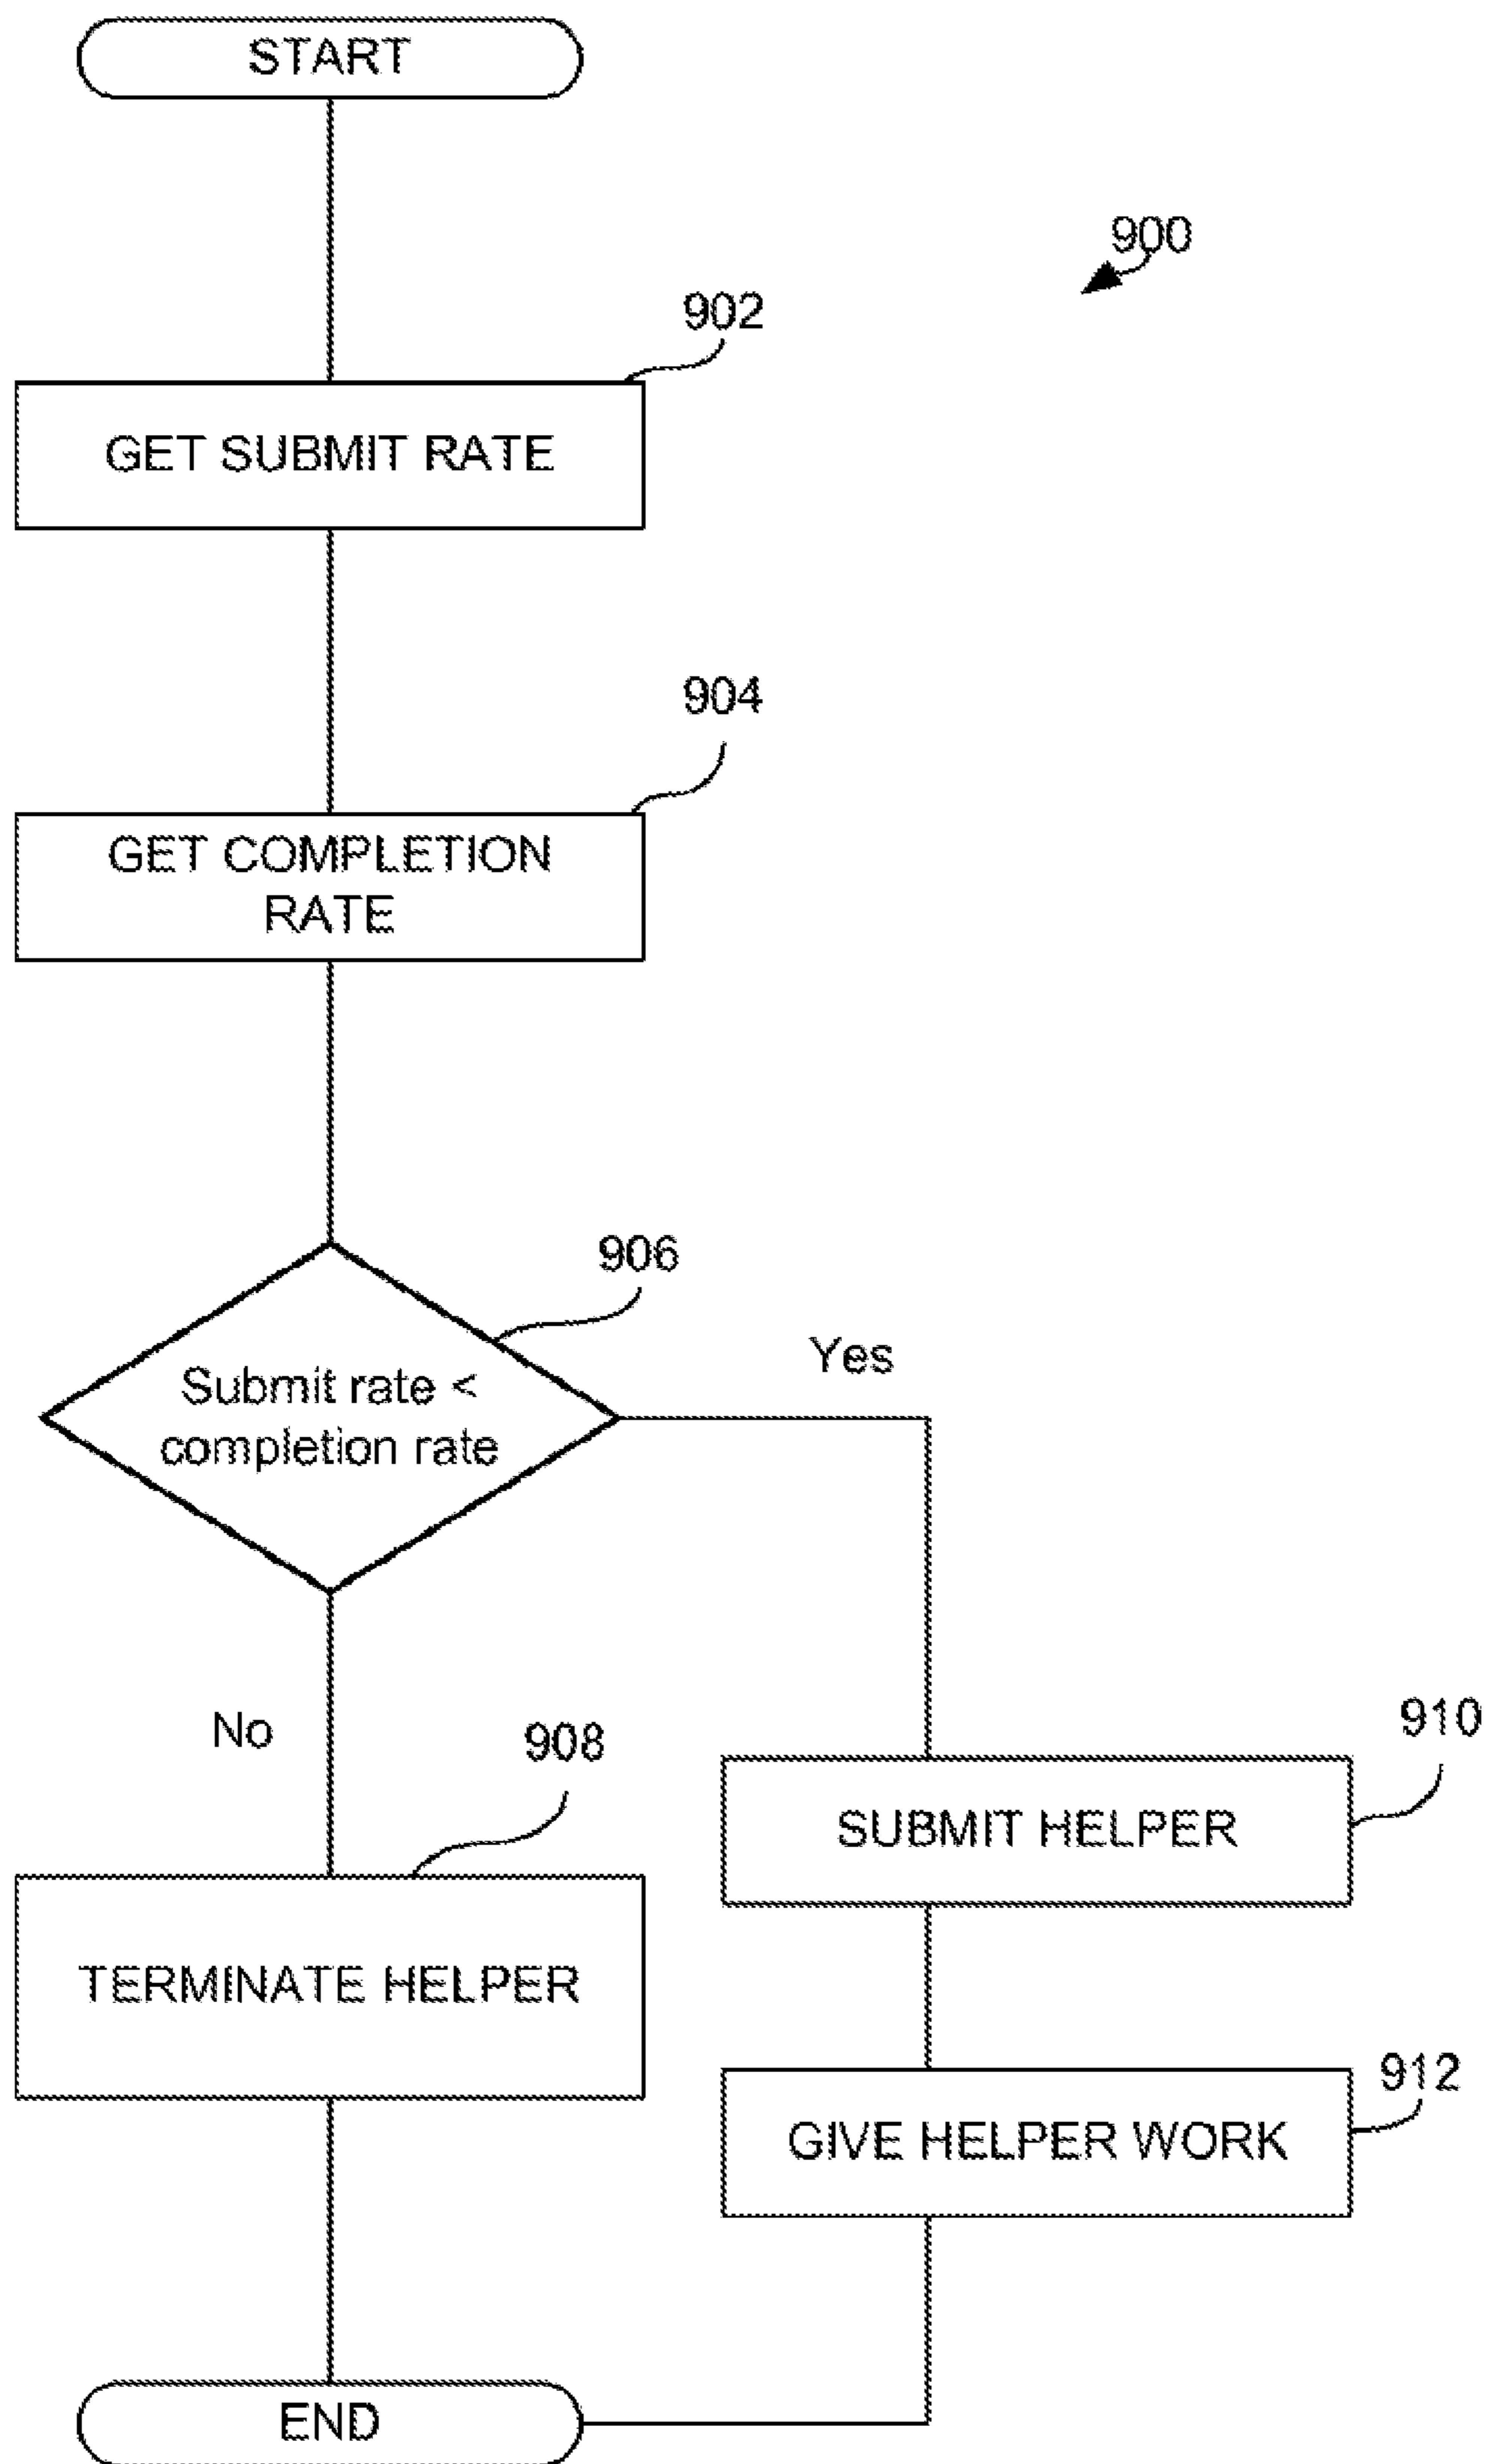 START
900
902
GET SUBMIT RATE
904
GET COMPLETION
RATE
906
Submit rate <
completion rate
Yes
No
908
TERMINATE HELPER
910
SUBMIT HELPER
912
GIVE HELPER WORK
END